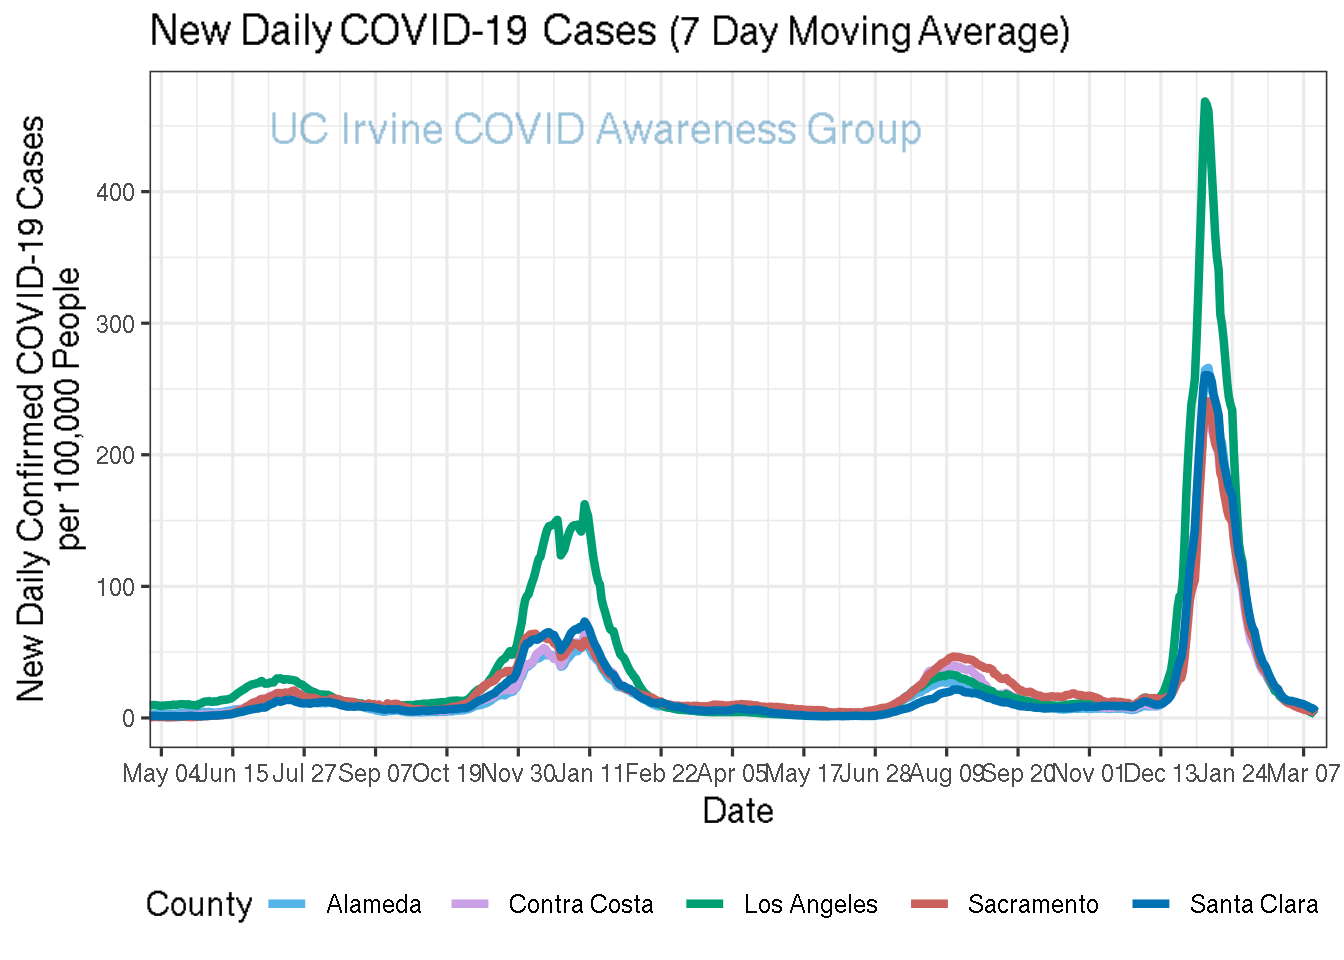 New Daily COVID-19 Cases (7 Day Moving Average)
UC Irvine COVID Awareness Group
New Daily Confirmed COVID-19 Cases
per 100,000 People
400
300
200
100
0
May 04 Jun 15 Jul 27 Sep 07 Oct 19 Nov 30 Jan 11 Feb 22 Apr 05 May 17 Jun 28 Aug 09 Sep 20 Nov 01 Dec 13 Jan 24 Mar 07
Date
County Alameda Contra Costa Los Angeles Sacramento Santa Clara